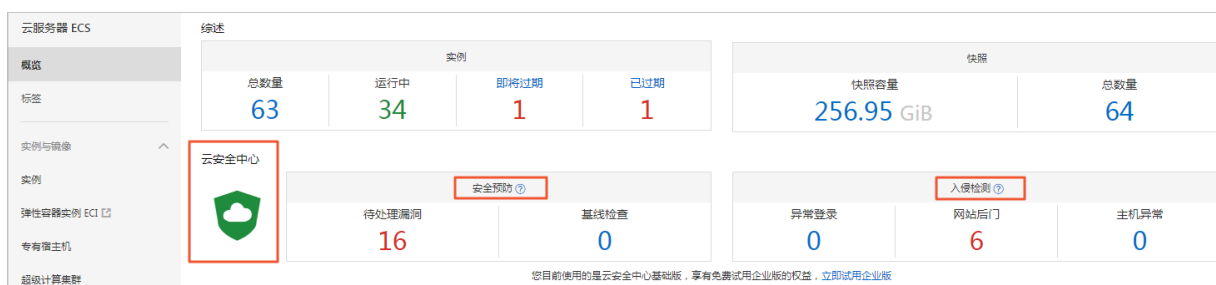 云服务器 ECS
概览
标签
实例与镜像
实例
弹性容器实例 ECI
专有宿主机
超级计算集群
综述
实例
总数量 运行中 即将过期 已过期
63 34 1 1
快照
快照容量 总数量
256.95 GiB 64
云安全中心
安全预防 ?
待处理漏洞 基线检查
16 0
入侵检测 ?
异常登录 网站后门 主机异常
0 6 0
您目前使用的是云安全中心基础版，享有免费试用企业版的权益，立即试用企业版